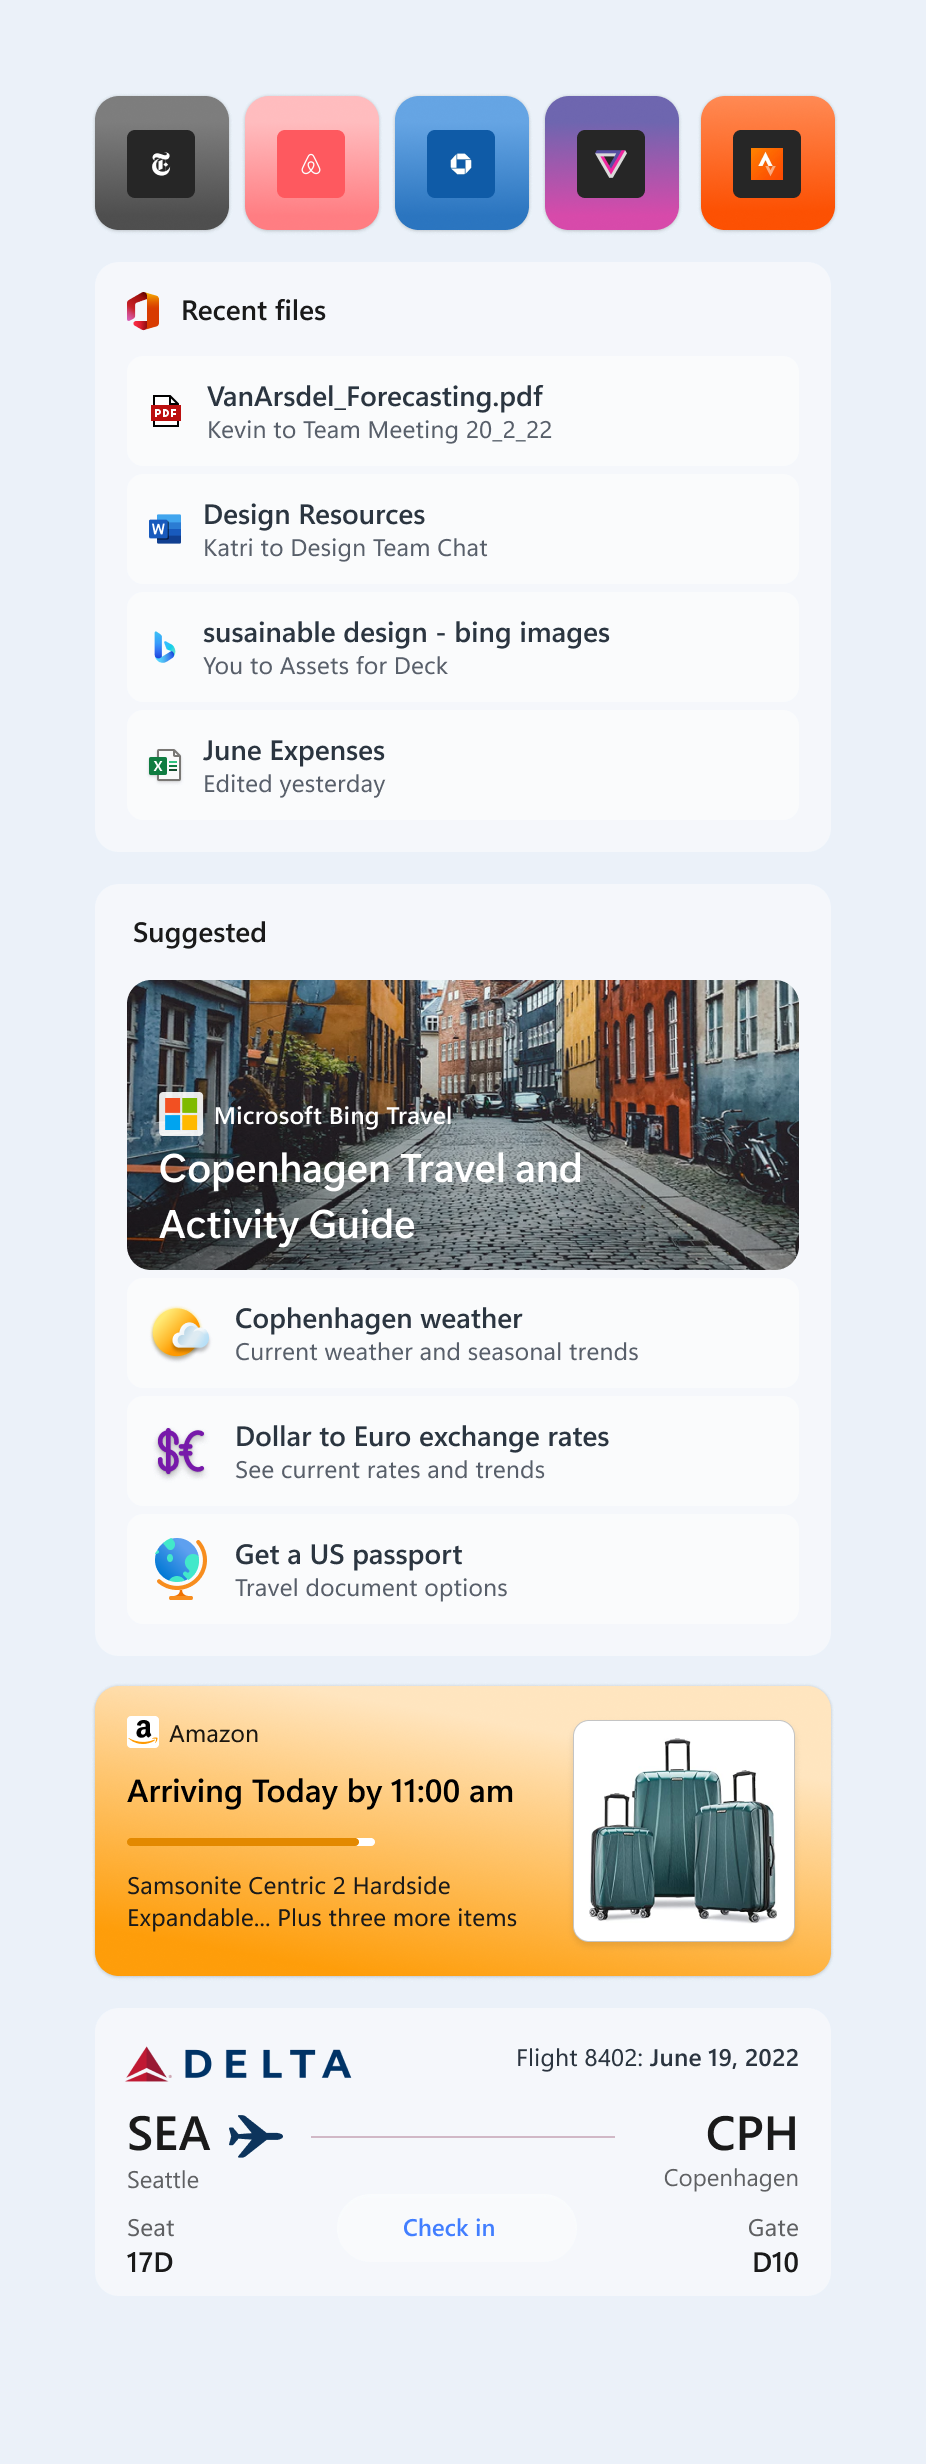 Recent files
PDF
VanArsdel_Forecasting.pdf
Kevin to Team Meeting 20_2_22
W
Design Resources
Katri to Design Team Chat
susainable design - bing images
You to Assets for Deck
X
June Expenses
Edited yesterday
Suggested
Microsoft Bing Travel
Copenhagen Travel and
Activity Guide
Cophenhagen weather
Current weather and seasonal trends
$€
Dollar to Euro exchange rates
See current rates and trends
Get a US passport
Travel document options
a Amazon
Arriving Today by 11:00 am
Samsonite Centric 2 Hardside
Expandable... Plus three more items
DELTA
Flight 8402: June 19, 2022
SEA
CPH
Seattle
Copenhagen
Seat
Check in
Gate
17D
D10